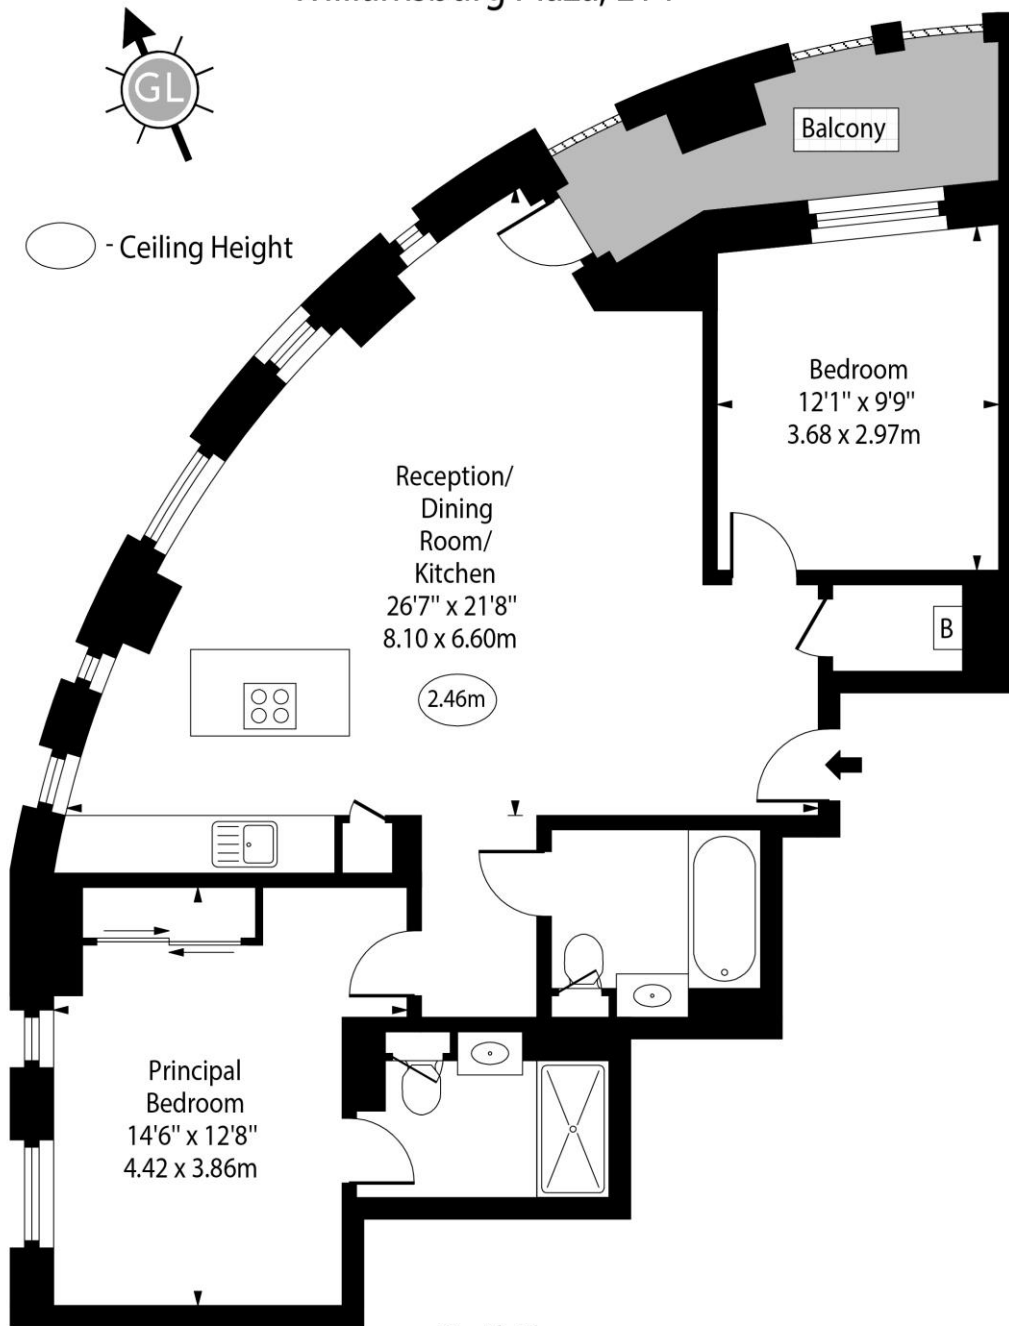 GL
- Ceiling Height
Balcony
Bedroom
12'1" x 9'9"
3.68 x 2.97m
Reception/
Dining
Room/
Kitchen
26'7" x 21'8"
8.10 x 6.60m
2.46m
B
Principal
Bedroom
14'6" x 12'8"
4.42 x 3.86m